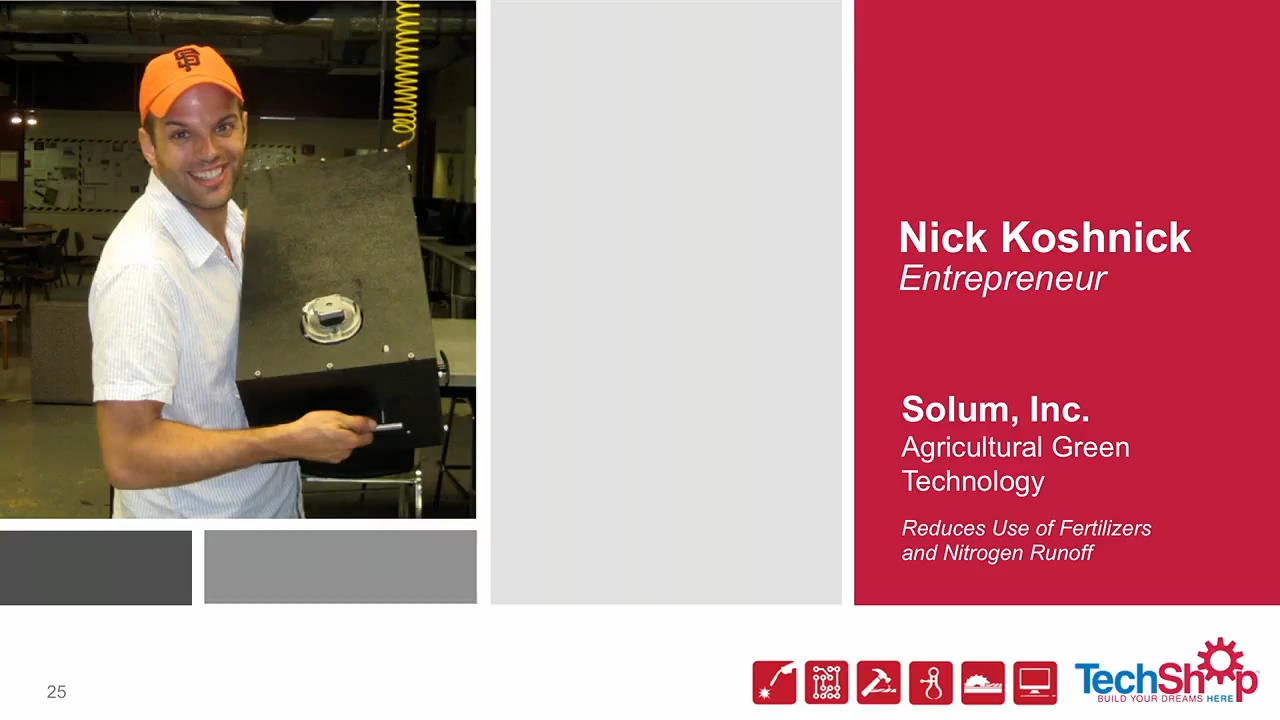 SF
Nick Koshnick
Entrepreneur
Solum, Inc.
Agricultural Green
Technology
Reduces Use of Fertilizers
and Nitrogen Runoff
25
TechShop
BUILD YOUR DREAMS HERE